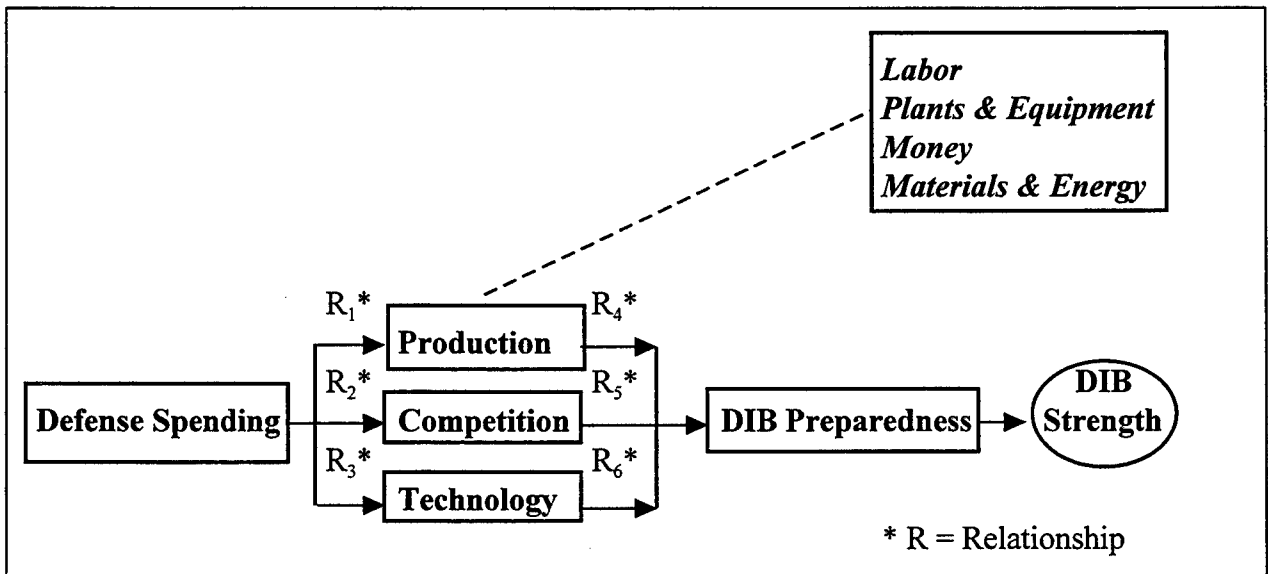 Labor
Plants & Equipment
Money
Materials & Energy
R₁*
R₄*
Production
R₂*
R₅*
Defense Spending
Competition
DIB Preparedness
DIB
Strength
R₃*
R₆*
Technology
* R = Relationship